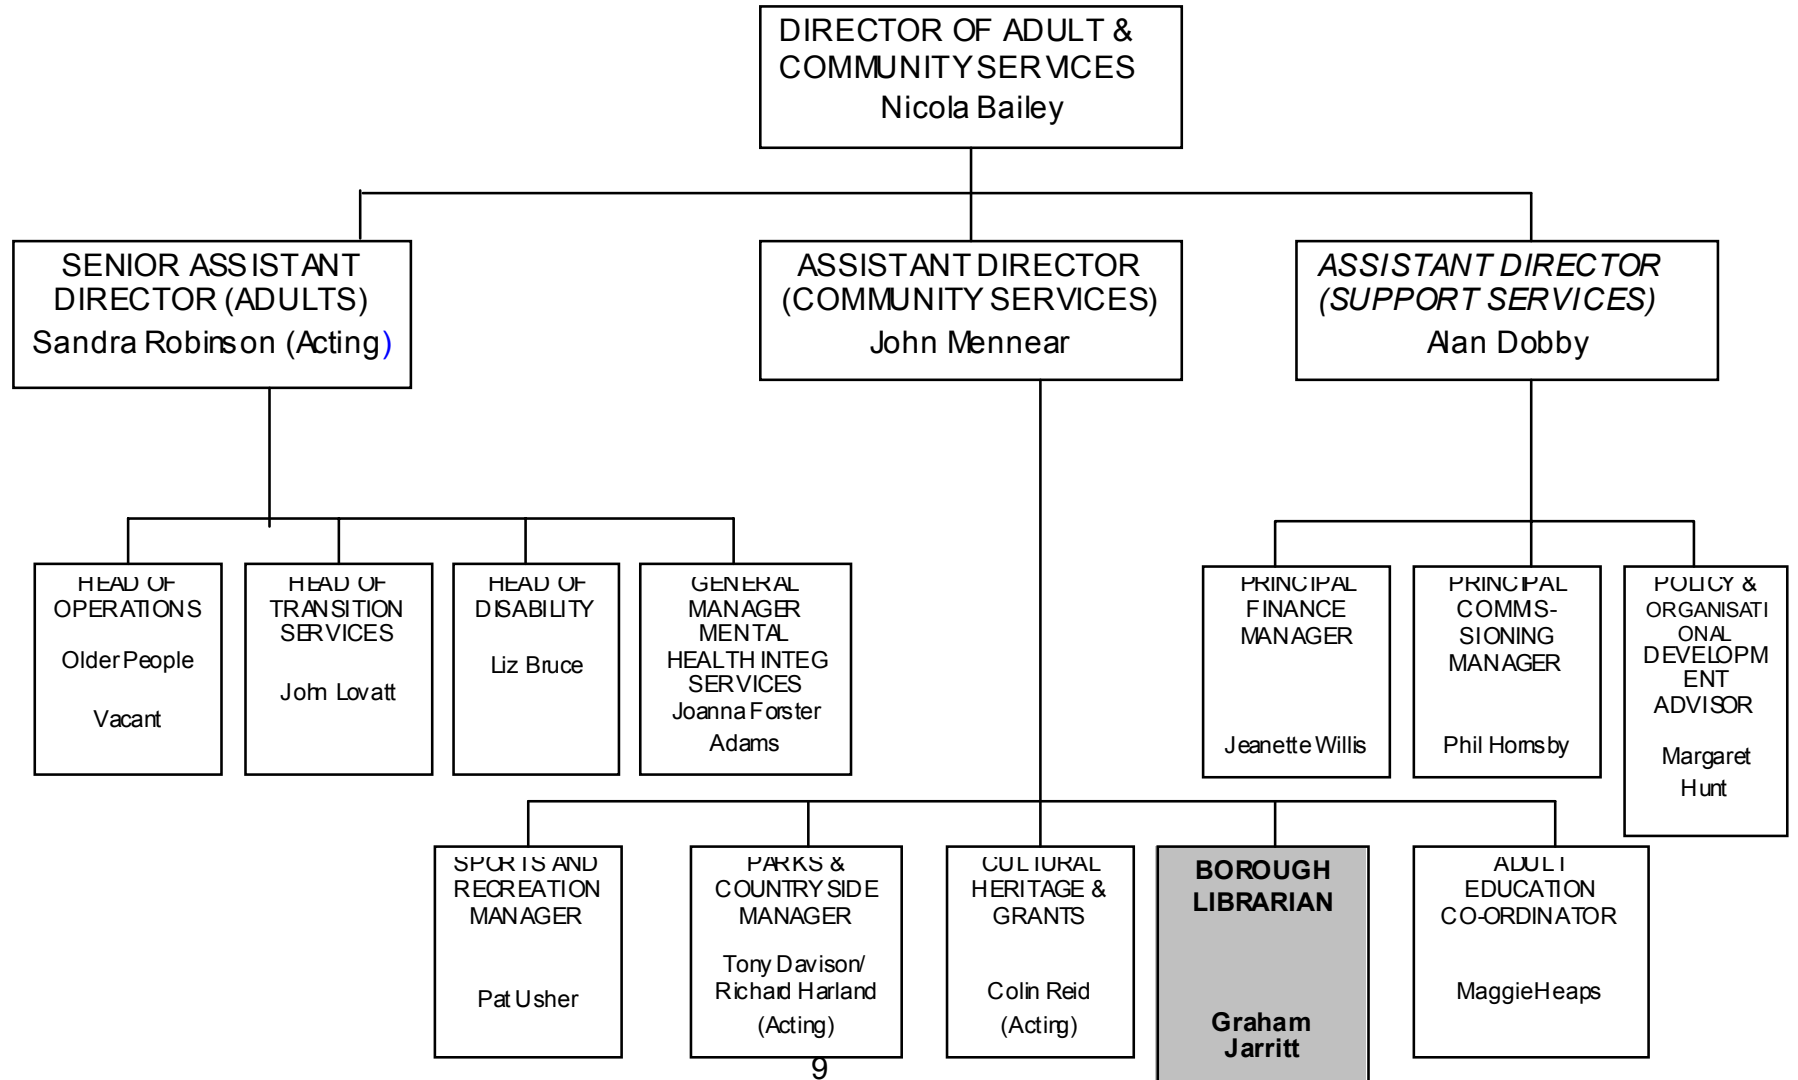 DIRECTOR OF ADULT &
COMMUNITY SERVICES
Nicola Bailey
SENIOR ASSISTANT
DIRECTOR (ADULTS)
Sandra Robinson (Acting)
ASSISTANT DIRECTOR
(COMMUNITY SERVICES)
John Mennear
ASSISTANT DIRECTOR
(SUPPORT SERVICES)
Alan Dobby
HEAD OF
OPERATIONS
Older People
Vacant
HEAD OF
TRANSITION
SERVICES
John Lovatt
HEAD OF
DISABILITY
Liz Bruce
GENERAL
MANAGER
MENTAL
HEALTH INTEG
SERVICES
Joanna Forster
Adams
PRINCIPAL
FINANCE
MANAGER
Jeanette Willis
PRINCIPAL
COMMIS-
SIONING
MANAGER
Phil Hornsby
POLICY &
ORGANISATI
ONAL
DEVELOPM
ENT
ADVISOR
Margaret
Hunt
SPORTS AND
RECREATION
MANAGER
Pat Usher
PARKS &
COUNTRYSIDE
MANAGER
Tony Davison/
Richard Harland
(Acting)
CULTURAL
HERITAGE &
GRANTS
Colin Reid
(Acting)
BOROUGH
LIBRARIAN
Graham
Jarritt
ADULT
EDUCATION
CO-ORDINATOR
Maggie Heaps
9